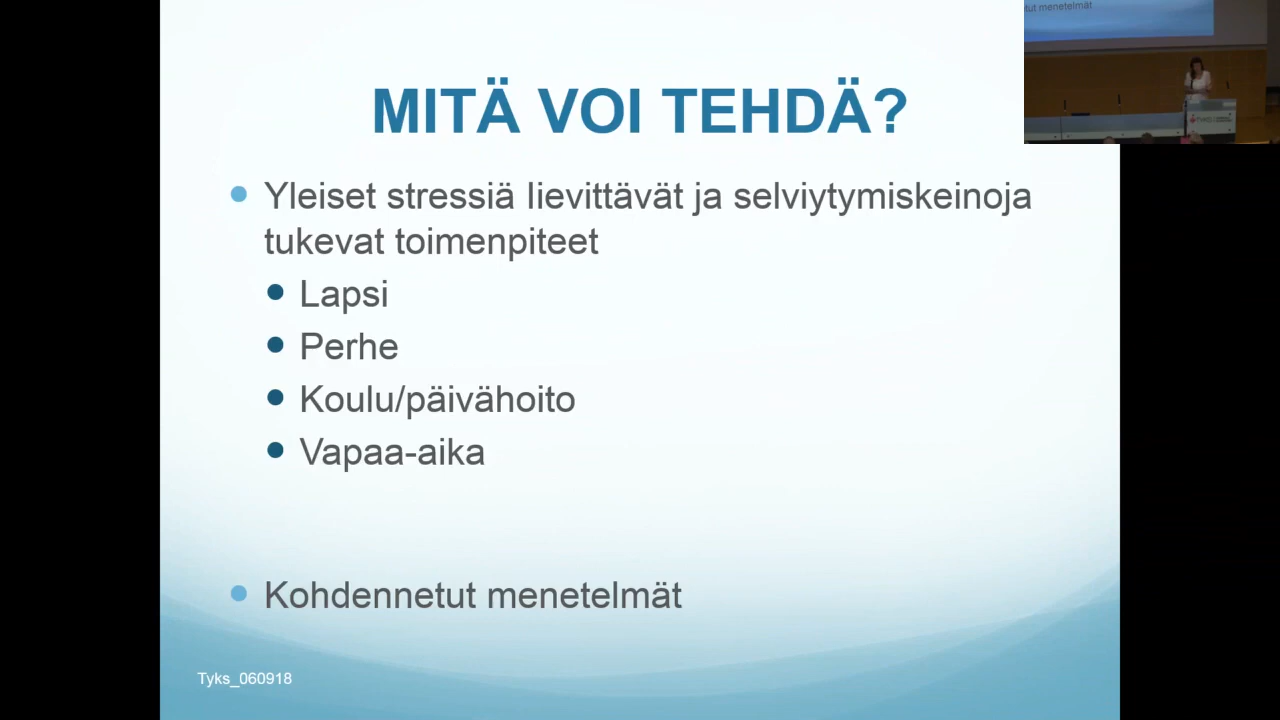 MITÄ VOI TEHDÄ?
Yleiset stressiä lievittävät ja selviytymiskeinoja
tukevat toimenpiteet
Lapsi
Perhe
Koulu/päivähoito
Vapaa-aika
Kohdennetut menetelmät
Tyks_060918
menetelmät